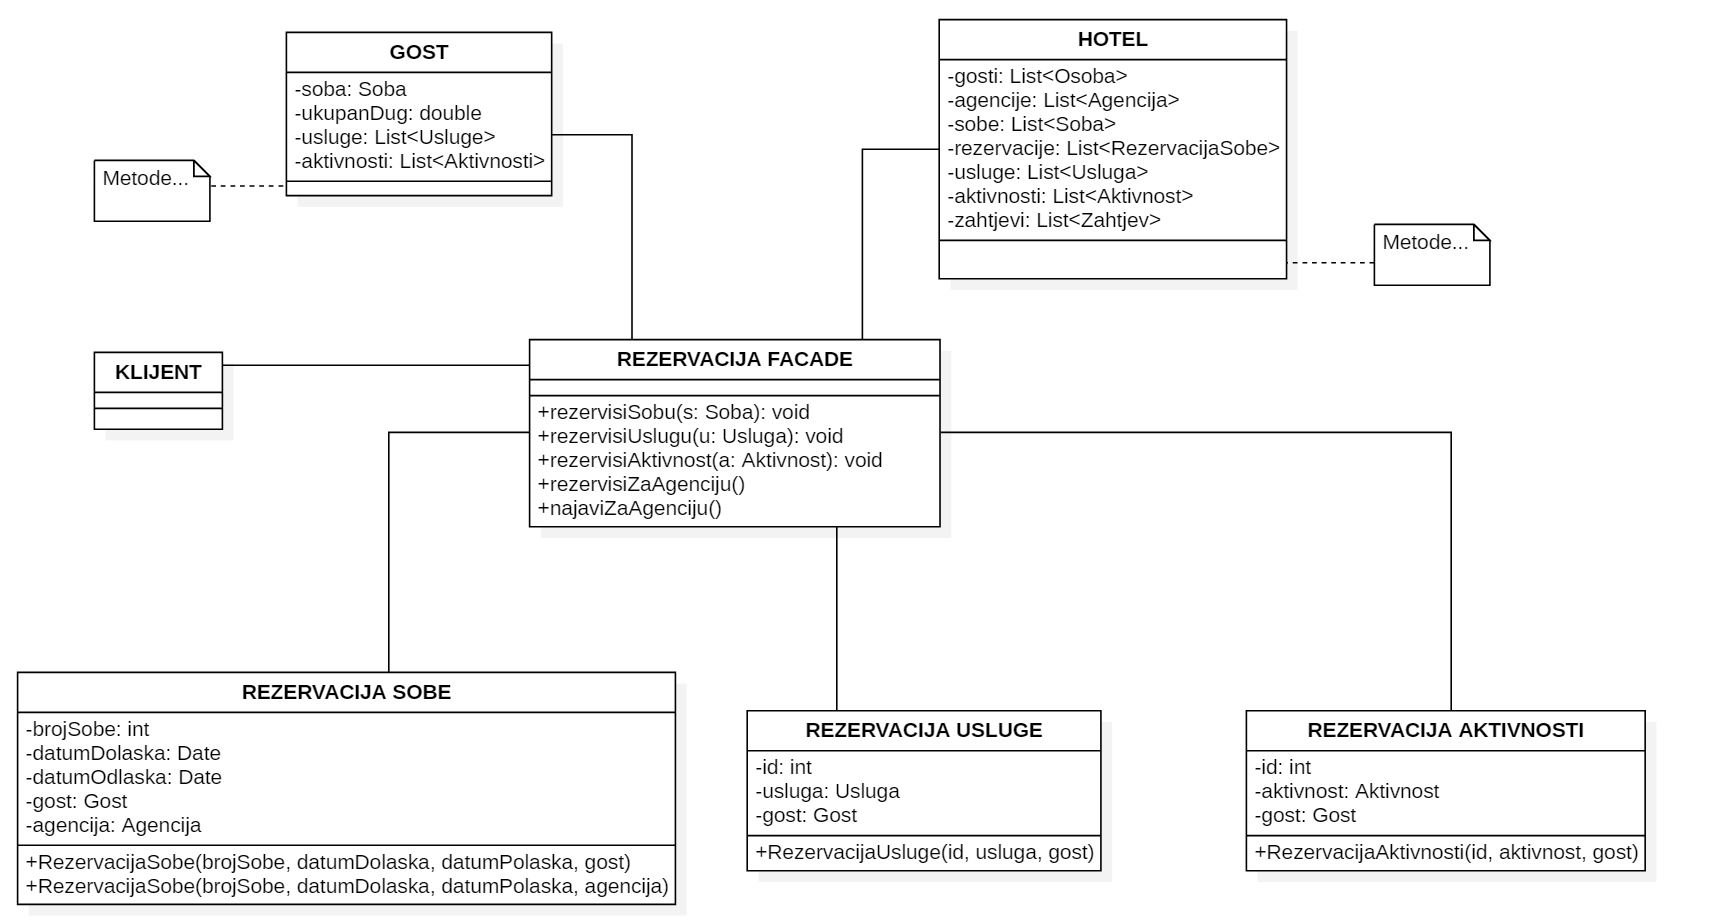 GOST
-soba: Soba
-ukupanDug: double
-usluge: List<Usluge>
-aktivnosti: List<Aktivnosti>
Metode...
HOTEL
-gosti: List<Osoba>
-agencije: List<Agencija>
-sobe: List<Soba>
-rezervacije: List<RezervacijaSobe>
-usluge: List<Usluga>
-aktivnosti: List<Aktivnost>
-zahtjevi: List<Zahtjev>
Metode...
KLIJENT
REZERVACIJA FACADE
+rezervisiSobu(s: Soba): void
+rezervisiUslugu(u: Usluga): void
+rezervisiAktivnost(a: Aktivnost): void
+rezervisiZaAgenciju()
+najaviZaAgenciju()
REZERVACIJA SOBE
-brojSobe: int
-datumDolaska: Date
-datumOdlaska: Date
-gost: Gost
-agencija: Agencija
+RezervacijaSobe(brojSobe, datumDolaska, datumPolaska, gost)
+RezervacijaSobe(brojSobe, datumDolaska, datumPolaska, agencija)
REZERVACIJA USLUGE
-id: int
-usluga: Usluga
-gost: Gost
+RezervacijaUsluge(id, usluga, gost)
REZERVACIJA AKTIVNOSTI
-id: int
-aktivnost: Aktivnost
-gost: Gost
+RezervacijaAktivnosti(id, aktivnost, gost)